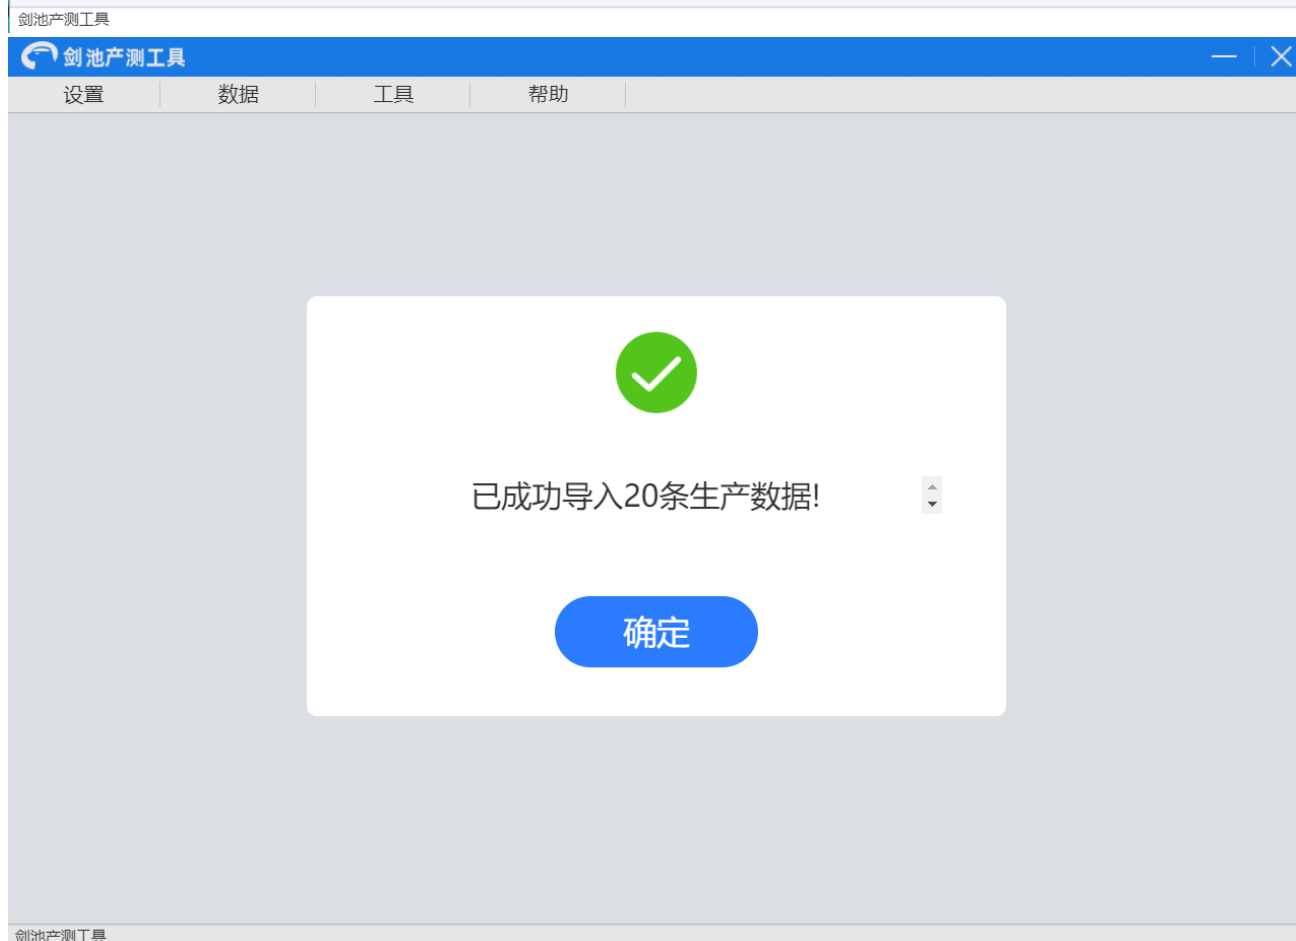 剑池产测工具
剑池产测工具
设置 数据 工具 帮助
已成功导入20条生产数据!
确定
剑池产测工具